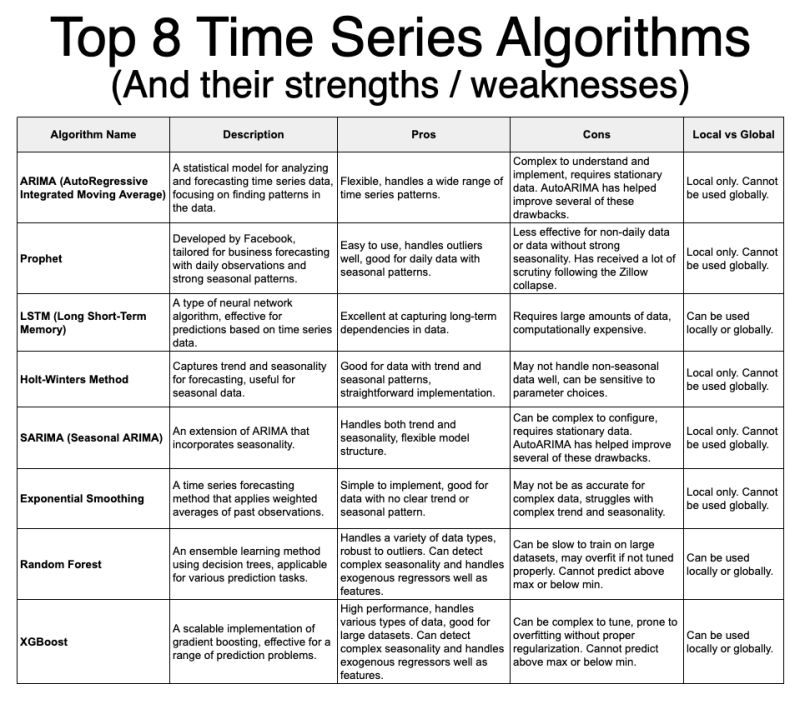 Top 8 Time Series Algorithms
(And their strengths / weaknesses)
Algorithm Name
Description
Pros
Cons
Local vs Global
ARIMA (AutoRegressive
Integrated Moving Average)
A statistical model for analyzing
and forecasting time series data,
focusing on finding patterns in
the data.
Flexible, handles a wide range of
time series patterns.
Complex to understand and
implement, requires stationary
data. AutoARIMA has helped
improve several of these
drawbacks.
Local only. Cannot
be used globally.
Prophet
Developed by Facebook,
tailored for business forecasting
with daily observations and
strong seasonal patterns.
Easy to use, handles outliers
well, good for daily data with
seasonal patterns.
Less effective for non-daily data
or data without strong
seasonality. Has received a lot of
scrutiny following the Zillow
collapse.
Local only. Cannot
be used globally.
LSTM (Long Short-Term
Memory)
A type of neural network
algorithm, effective for
predictions based on time series
data.
Excellent at capturing long-term
dependencies in data.
Requires large amounts of data,
computationally expensive.
Can be used
locally or globally.
Holt-Winters Method
Captures trend and seasonality
for forecasting, useful for
seasonal data.
Good for data with trend and
seasonal patterns,
straightforward implementation.
May not handle non-seasonal
data well, can be sensitive to
parameter choices.
Local only. Cannot
be used globally.
SARIMA (Seasonal ARIMA)
An extension of ARIMA that
incorporates seasonality.
Handles both trend and
seasonality, flexible model
structure.
Can be complex to configure,
requires stationary data.
AutoARIMA has helped improve
several of these drawbacks.
Local only. Cannot
be used globally.
Exponential Smoothing
A time series forecasting
method that applies weighted
averages of past observations.
Simple to implement, good for
data with no clear trend or
seasonal pattern.
May not be as accurate for
complex data, struggles with
complex trend and seasonality.
Local only. Cannot
be used globally.
Random Forest
An ensemble learning method
using decision trees, applicable
for various prediction tasks.
Handles a variety of data types,
robust to outliers. Can detect
complex seasonality and handles
exogenous regressors well as
features.
Can be slow to train on large
datasets, may overfit if not tuned
properly. Cannot predict above
max or below min.
Can be used
locally or globally.
XGBoost
A scalable implementation of
gradient boosting, effective for a
range of prediction problems.
High performance, handles
various types of data, good for
large datasets. Can detect
complex seasonality and handles
exogenous regressors well as
features.
Can be complex to tune, prone to
overfitting without proper
regularization. Cannot predict
above max or below min.
Can be used
locally or globally.